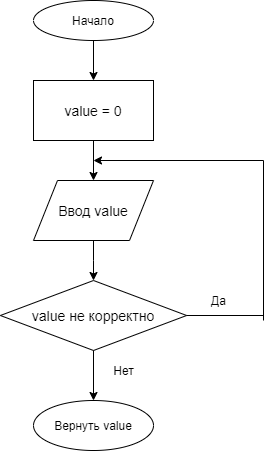 Начало
value = 0
Ввод value
value не корректно
Да
Нет
Вернуть value